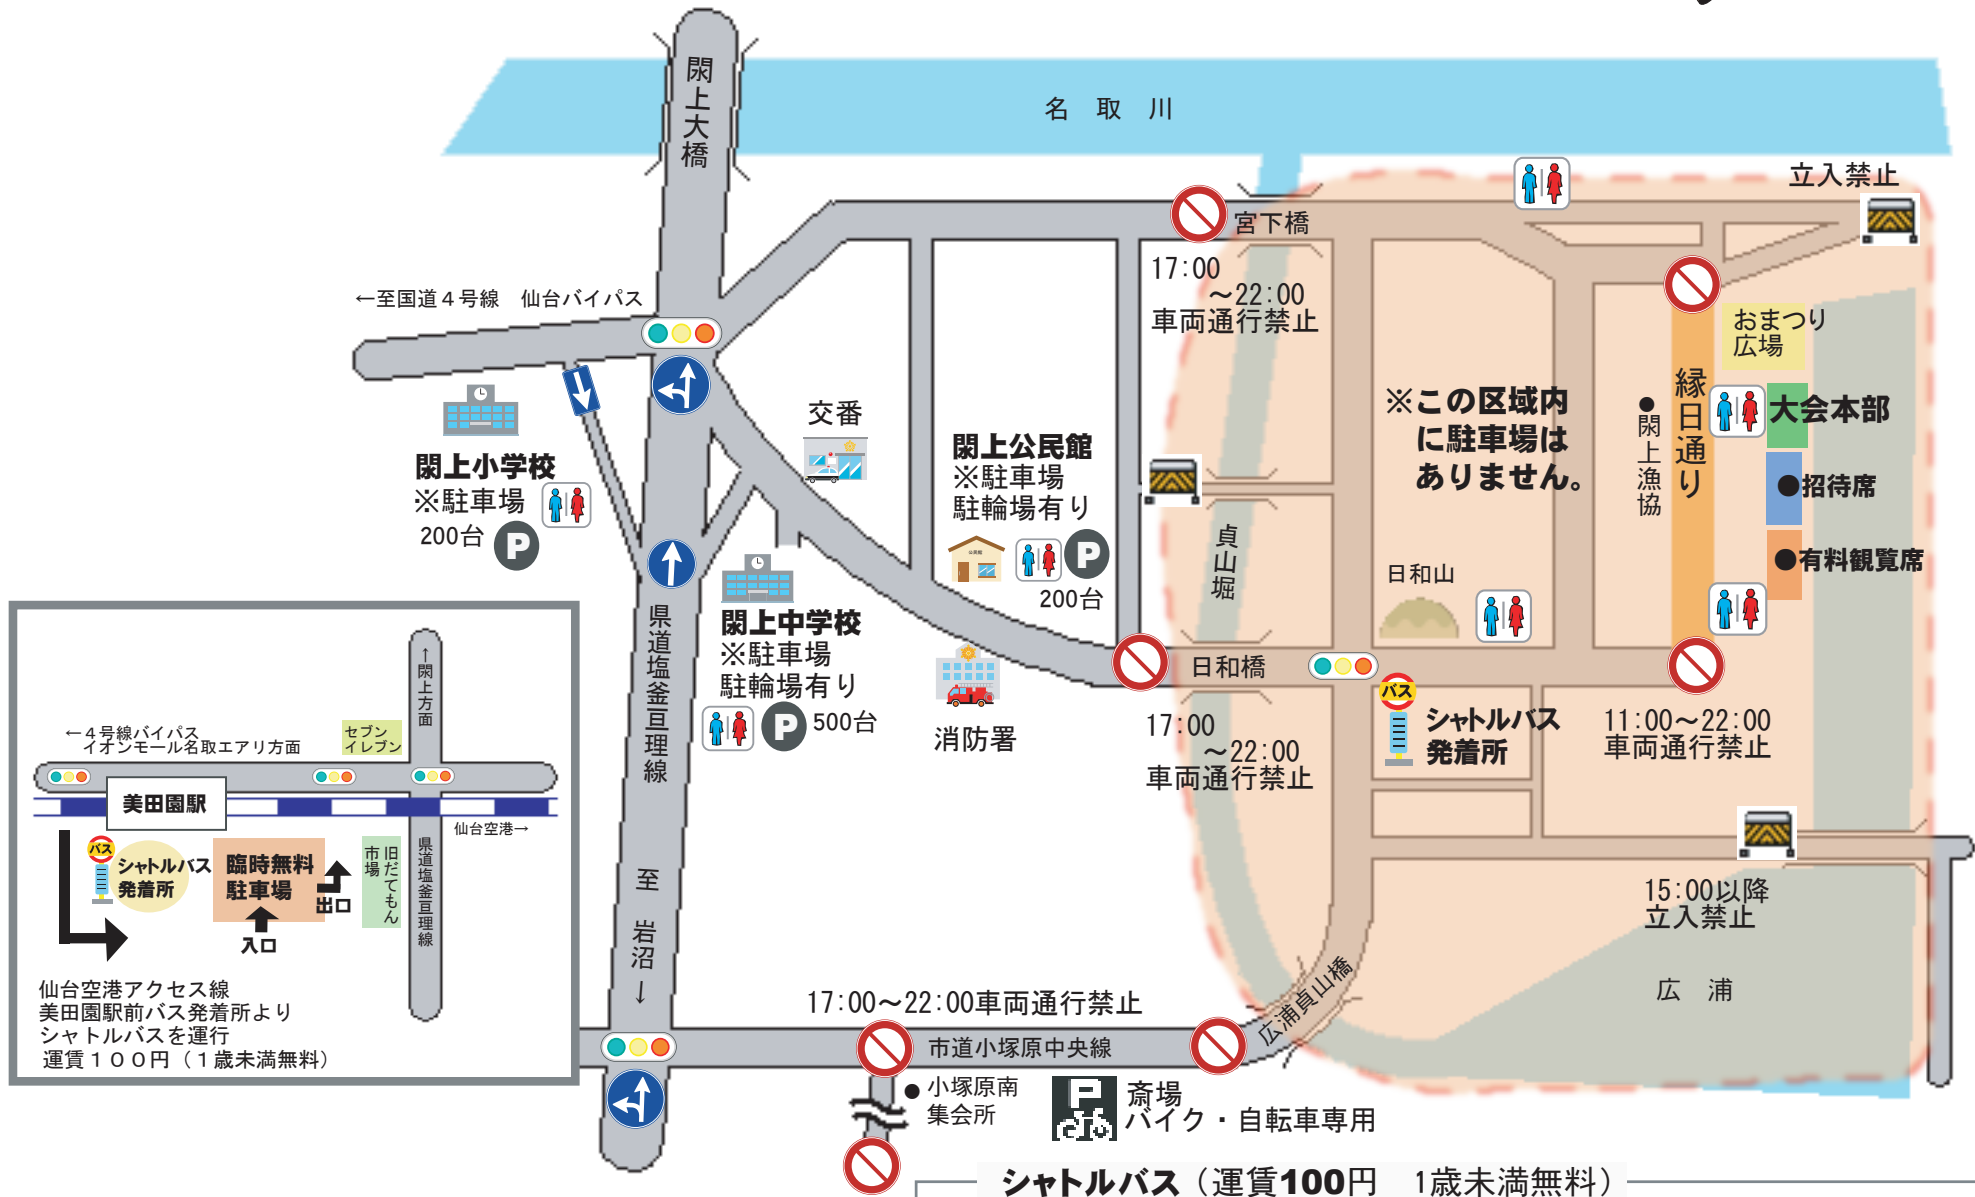 閖上大橋
名取川
立入禁止
宮下橋
17:00
～22:00
車両通行禁止
←至国道４号線　仙台バイパス
おまつり
広場
縁日通り
大会本部
●閖上漁協
●招待席
●有料観覧席
※この区域内
に駐車場は
ありません。
交番
閖上公民館
※駐車場
駐輪場有り
公民館
P
200台
閖上小学校
※駐車場
200台
P
貞山堀
日和山
閖上中学校
※駐車場
駐輪場有り
P
500台
県道塩釜亘理線
至　岩沼→
消防署
日和橋
17:00
～22:00
車両通行禁止
バス
シャトルバス
発着所
11:00～22:00
車両通行禁止
15:00以降
立入禁止
広　浦
広浦貞山橋
17:00～22:00車両通行禁止
市道小塚原中央線
●小塚原南
集会所
P
斎場
バイク・自転車専用
シャトルバス（運賃100円　1歳未満無料）
←閖上方面
←４号線バイパス
イオンモール名取エアリ方面
セブン
イレブン
美田園駅
仙台空港→
バス
シャトルバス
発着所
臨時無料
駐車場
出口
入口
旧だてもん
市場
県道塩釜亘理線
仙台空港アクセス線
美田園駅前バス発着所より
シャトルバスを運行
運賃１００円（１歳未満無料）